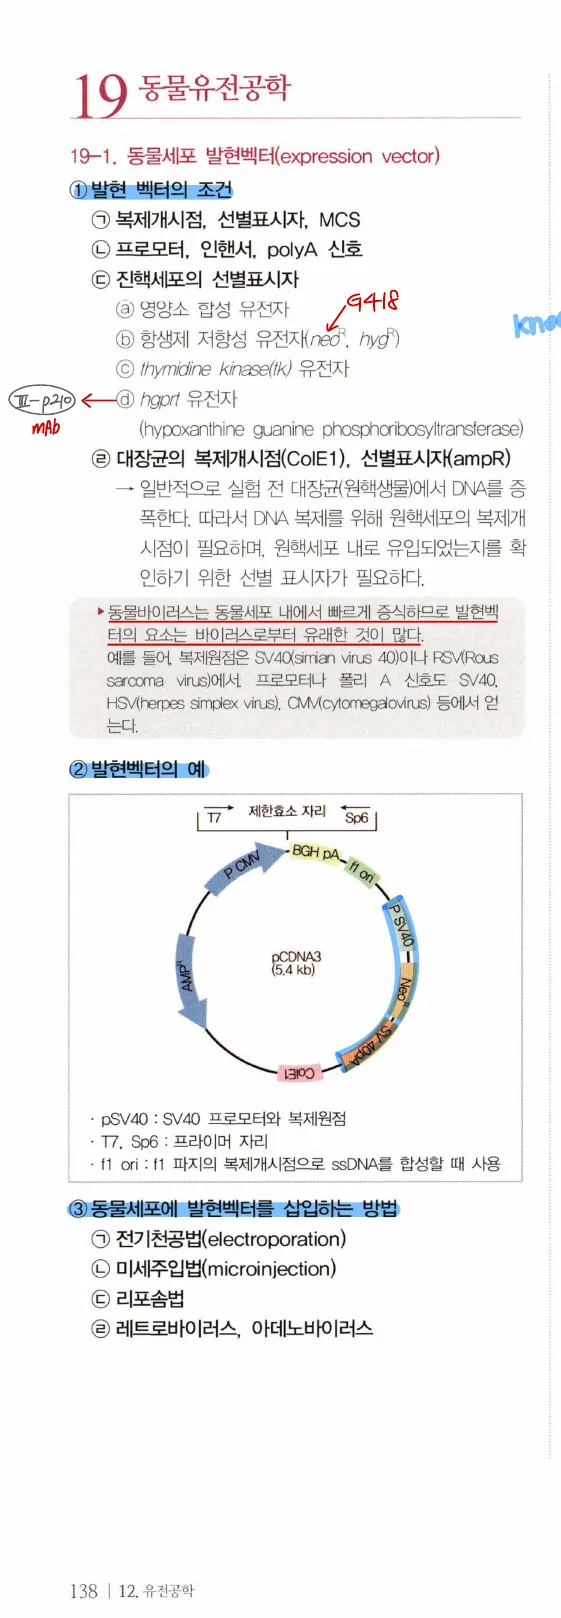 19 동물유전공학
19-1. 동물세포 발현벡터(expression vector)
① 발현 벡터의 조건
㉠ 복제개시점, 선별표시자, MCS
㉡ 프로모터, 인핸서, polyA 신호
㉢ 진핵세포의 선별표시자
ⓐ 영양소 합성 유전자
G418
ⓑ 항생제 저항성 유전자(neoR, hygR)
ⓒ thymidine kinase(tk) 유전자
Ⅲ-p210
ⓓ hgprt 유전자
mAb
(hypoxanthine guanine phosphoribosyltransferase)
㉣ 대장균의 복제개시점(ColE1), 선별표시자(ampR)
→ 일반적으로 실험 전 대장균(원핵생물)에서 DNA를 증
폭한다. 따라서 DNA 복제를 위해 원핵세포의 복제개
시점이 필요하며, 원핵세포 내로 유입되었는지를 확
인하기 위한 선별 표시자가 필요하다.
▸동물바이러스는 동물세포 내에서 빠르게 증식하므로 발현벡
터의 요소는 바이러스로부터 유래한 것이 많다.
예를 들어, 복제원점은 SV40(simian virus 40)이나 RSV(Rous
sarcoma virus)에서, 프로모터나 폴리 A 신호도 SV40,
HSV(herpes simplex virus), CMV(cytomegalovirus) 등에서 얻
는다.
② 발현벡터의 예
T7 제한효소 자리 Sp6
P CMV
BGH pA
f1 ori
P SV40
NeoR
SV 40pA
ColE1
AMPR
pCDNA3
(5.4 kb)
· pSV40 : SV40 프로모터와 복제원점
· T7, Sp6 : 프라이머 자리
· f1 ori : f1 파지의 복제개시점으로 ssDNA를 합성할 때 사용
③ 동물세포에 발현벡터를 삽입하는 방법
㉠ 전기천공법(electroporation)
㉡ 미세주입법(microinjection)
㉢ 리포솜법
㉣ 레트로바이러스, 아데노바이러스
138 | 12. 유전공학